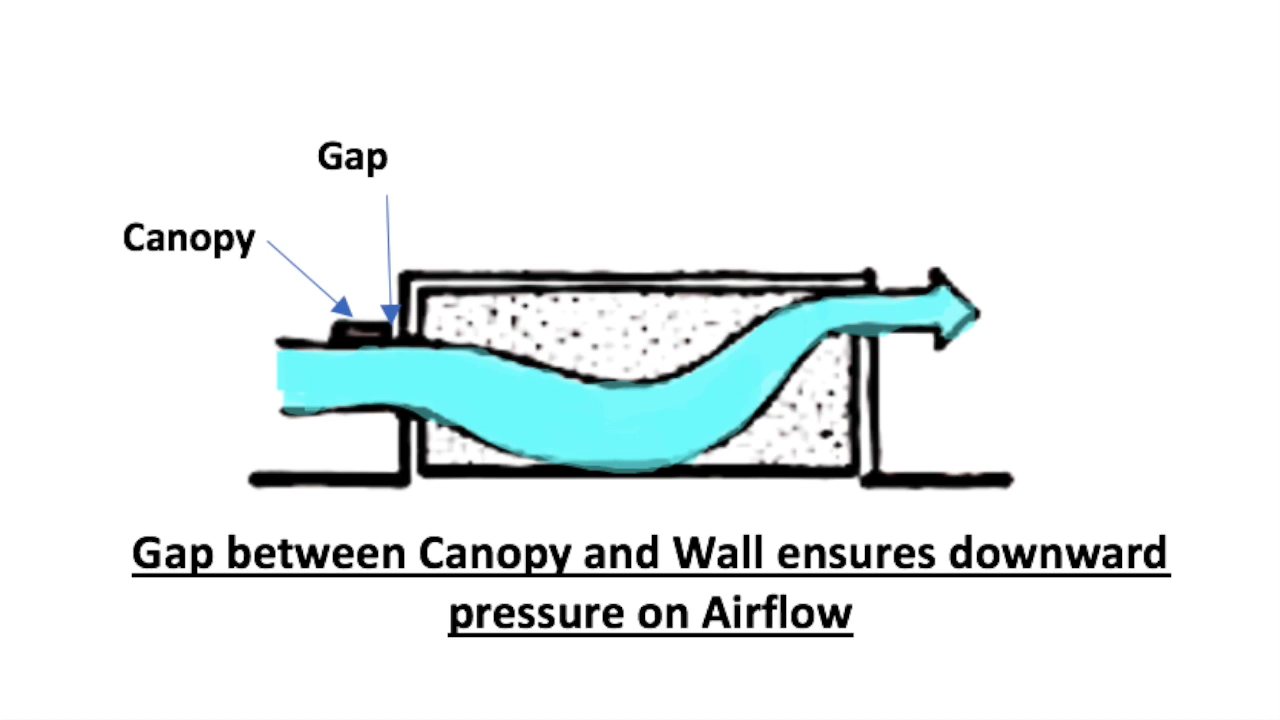 Gap
Canopy
Gap between Canopy and Wall ensures downward
pressure on Airflow